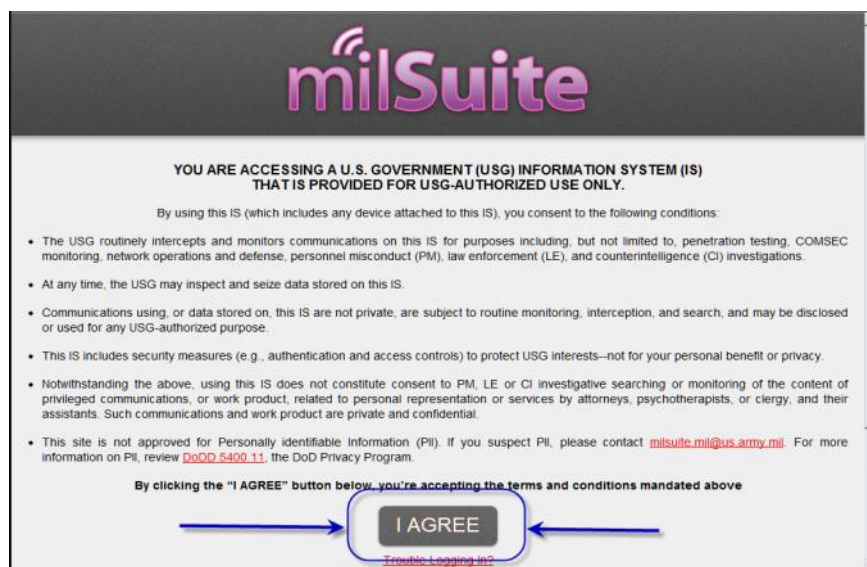 milSuite
YOU ARE ACCESSING A U.S. GOVERNMENT (USG) INFORMATION SYSTEM (IS)
THAT IS PROVIDED FOR USG-AUTHORIZED USE ONLY.
By using this IS (which includes any device attached to this IS), you consent to the following conditions:
• The USG routinely intercepts and monitors communications on this IS for purposes including, but not limited to, penetration testing, COMSEC
monitoring, network operations and defense, personnel misconduct (PM), law enforcement (LE), and counterintelligence (CI) investigations.
• At any time, the USG may inspect and seize data stored on this IS.
• Communications using, or data stored on, this IS are not private, are subject to routine monitoring, interception, and search, and may be disclosed
or used for any USG-authorized purpose.
• This IS includes security measures (e.g., authentication and access controls) to protect USG interests--not for your personal benefit or privacy.
• Notwithstanding the above, using this IS does not constitute consent to PM, LE or CI investigative searching or monitoring of the content of
privileged communications, or work product, related to personal representation or services by attorneys, psychotherapists, or clergy, and their
assistants. Such communications and work product are private and confidential.
• This site is not approved for Personally identifiable Information (PII). If you suspect PII, please contact milsuite.mil@us.army.mil. For more
information on PII, review DoDD 5400.11, the DoD Privacy Program.
By clicking the "I AGREE" button below, you're accepting the terms and conditions mandated above
I AGREE
Trouble Logging In?